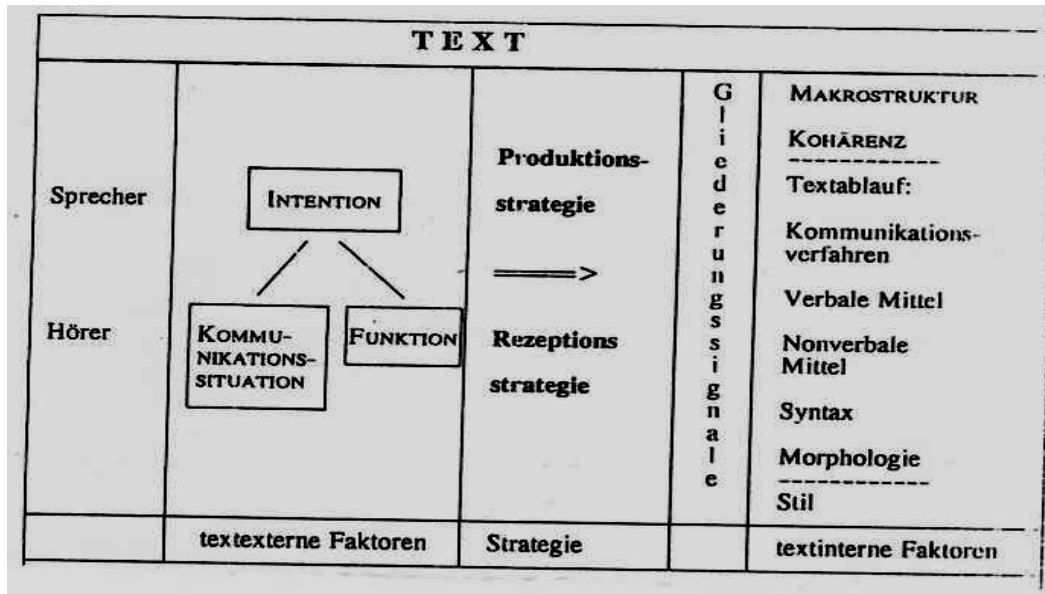 TEXT
Sprecher
Hörer
INTENTION
KOMMU-
NIKATIONS-
SITUATION
FUNKTION
Produktions-
strategie
Rezeptions
strategie
Gliederungssignale
MAKROSTRUKTUR
KOHÄRENZ
Textablauf:
Kommunikations-
verfahren
Verbale Mittel
Nonverbale
Mittel
Syntax
Morphologie
Stil
textexterne Faktoren
Strategie
textinterne Faktoren